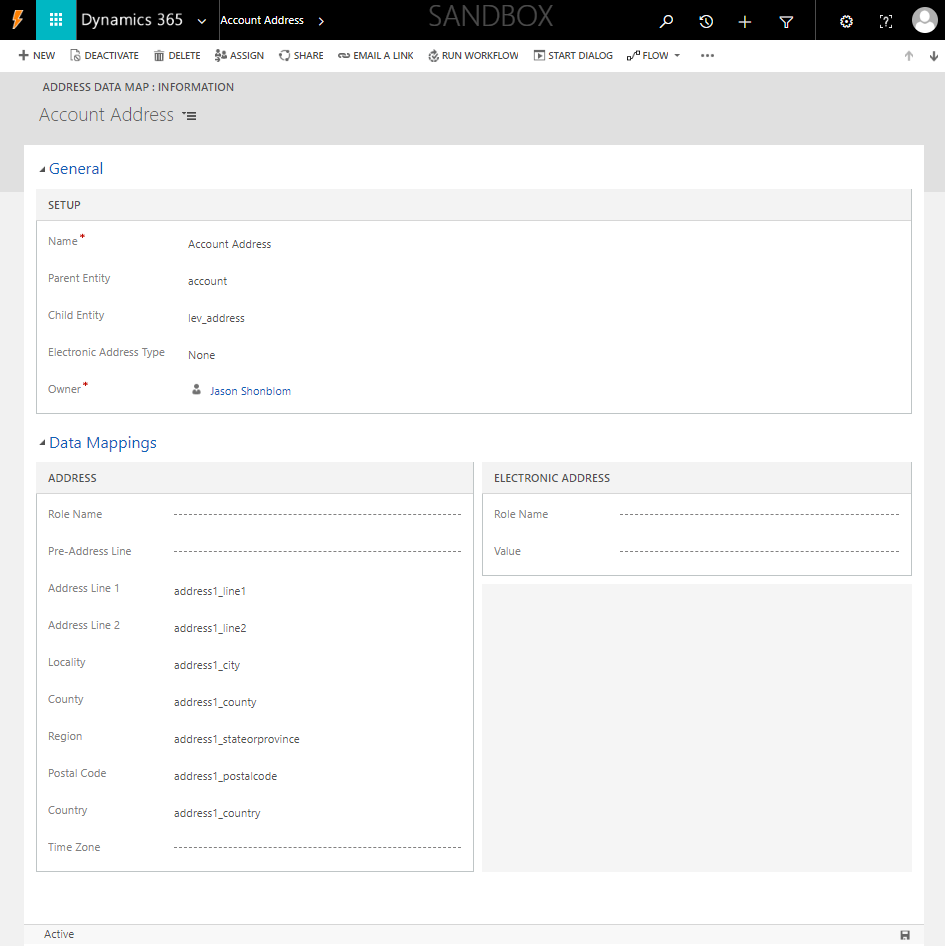 Dynamics 365 Account Address SANDBOX
NEW DEACTIVATE DELETE ASSIGN SHARE EMAIL A LINK RUN WORKFLOW START DIALOG FLOW
ADDRESS DATA MAP : INFORMATION
Account Address
General
SETUP
Name* Account Address
Parent Entity account
Child Entity lev_address
Electronic Address Type None
Owner* Jason Shonblom
Data Mappings
ADDRESS
Role Name
Pre-Address Line
Address Line 1 address1_line1
Address Line 2 address1_line2
Locality address1_city
County address1_county
Region address1_stateorprovince
Postal Code address1_postalcode
Country address1_country
Time Zone
ELECTRONIC ADDRESS
Role Name
Value
Active